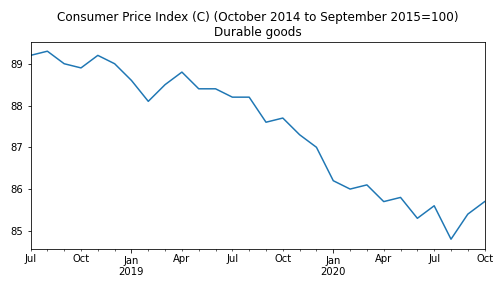 Consumer Price Index (C) (October 2014 to September 2015=100)
Durable goods
89
88
87
86
85
Jul
Oct
Jan
2019
Apr
Jul
Oct
Jan
2020
Apr
Jul
Oct